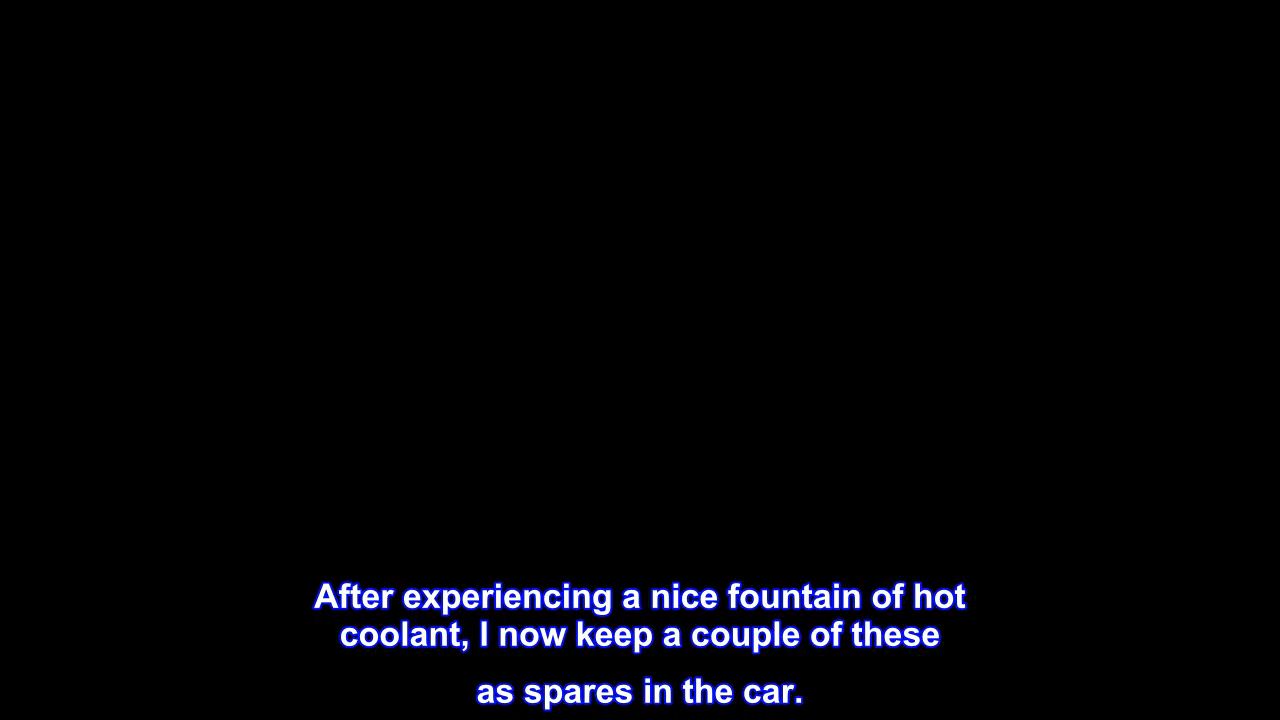 After experiencing a nice fountain of hot
coolant, I now keep a couple of these
as spares in the car.